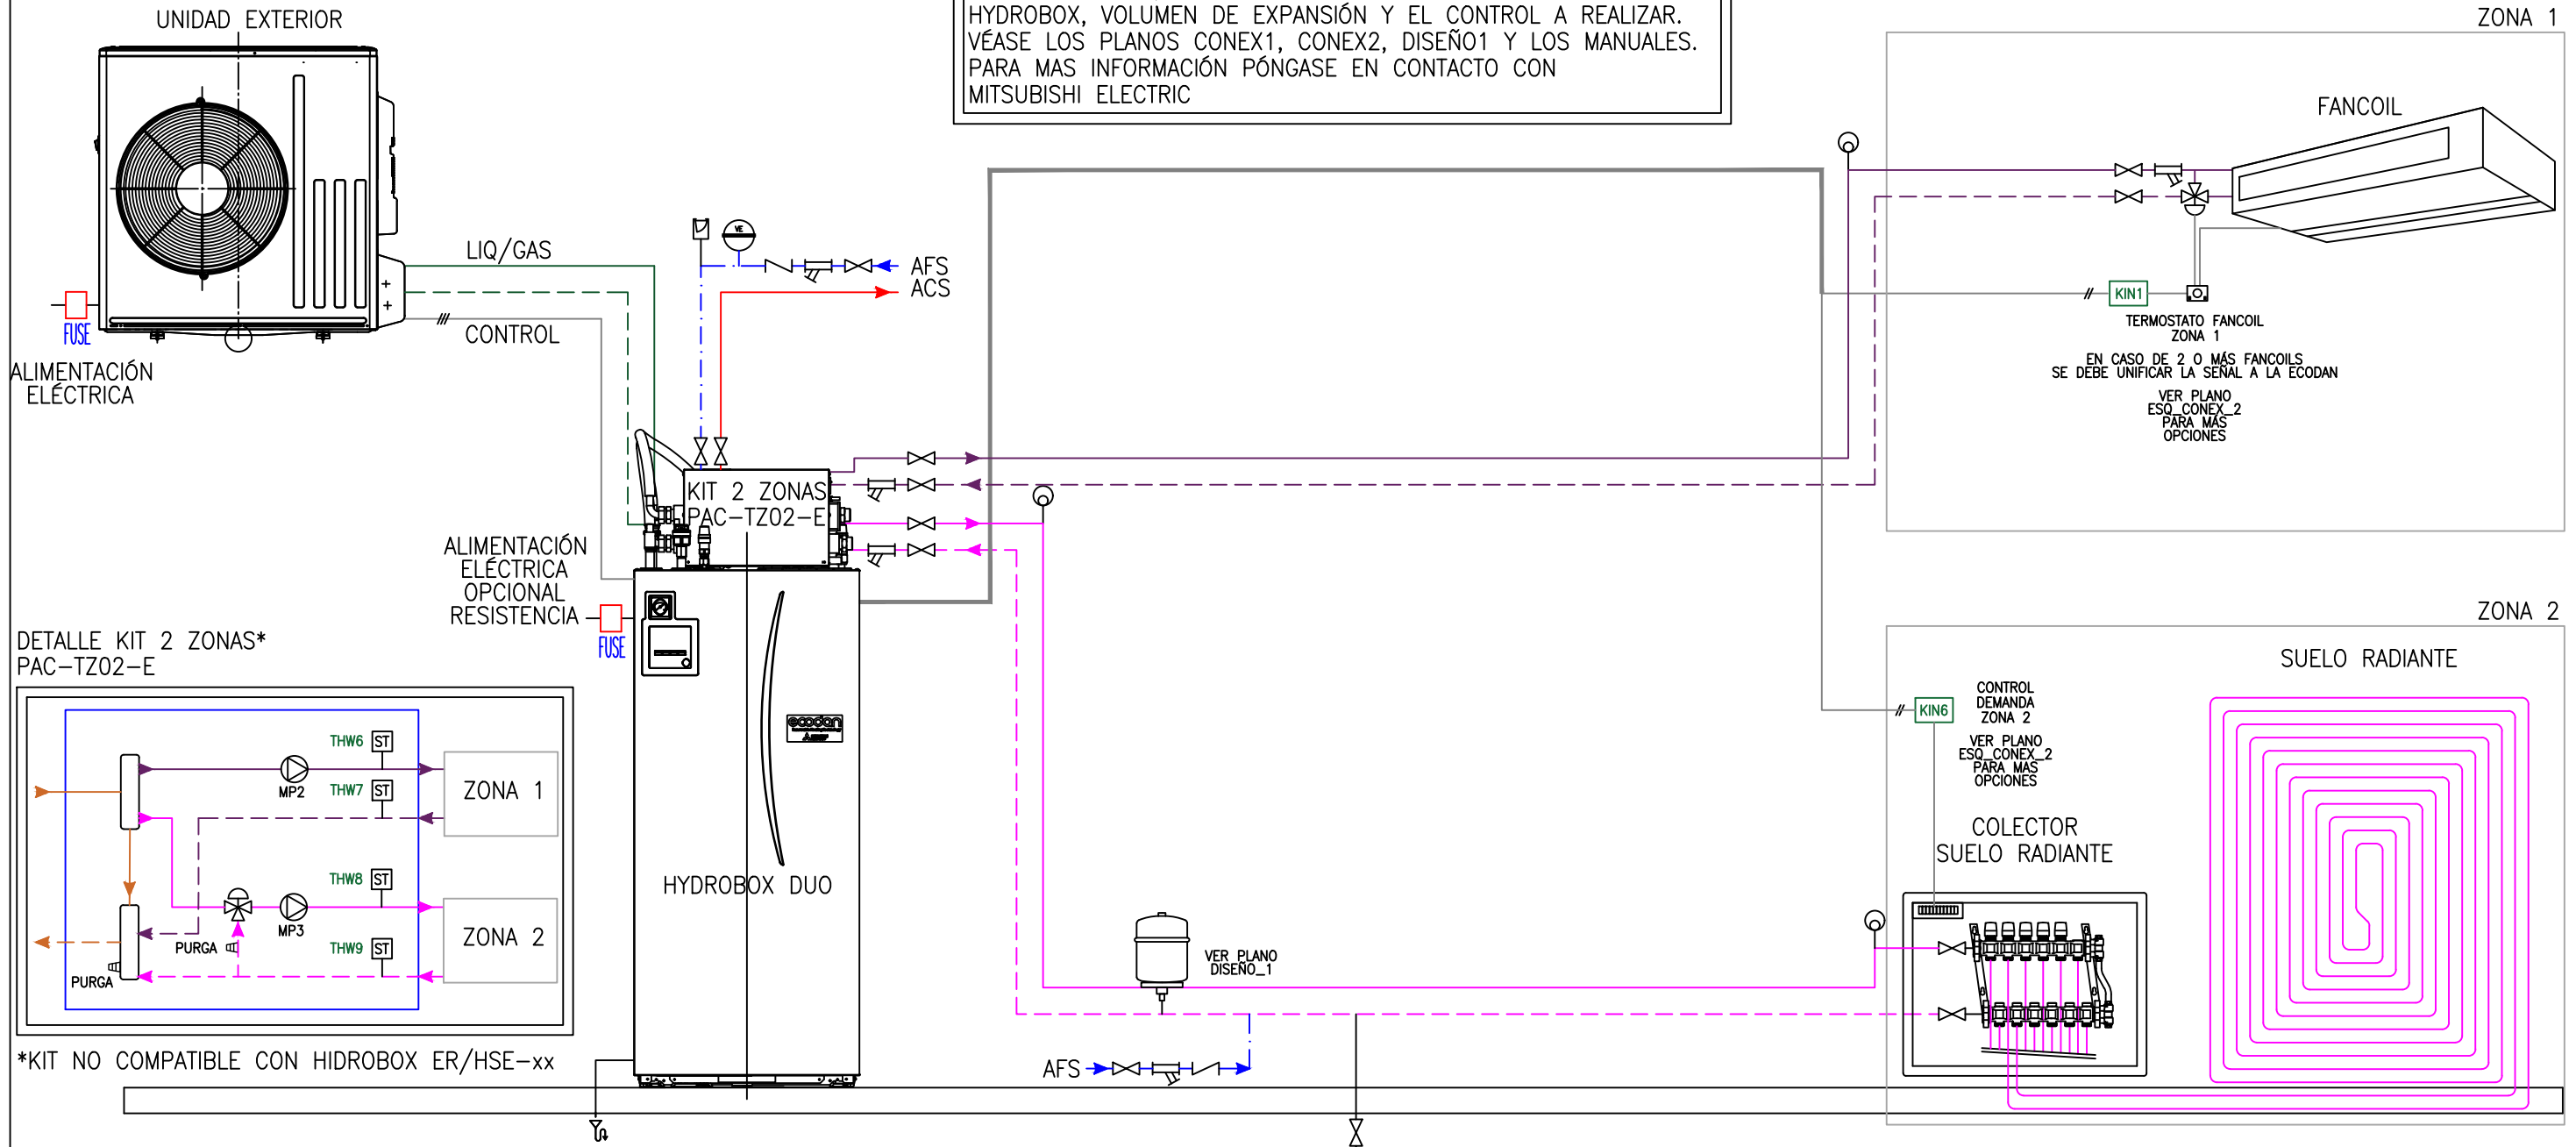 UNIDAD EXTERIOR
HYDROBOX, VOLUMEN DE EXPANSIÓN Y EL CONTROL A REALIZAR.
VÉASE LOS PLANOS CONEX1, CONEX2, DISEÑO1 Y LOS MANUALES.
PARA MAS INFORMACIÓN PÓNGASE EN CONTACTO CON
MITSUBISHI ELECTRIC
ZONA 1
FANCOIL
LIQ/GAS
CONTROL
FUSE
ALIMENTACIÓN
ELÉCTRICA
VE
AFS
ACS
KIN1
TERMOSTATO FANCOIL
ZONA 1
EN CASO DE 2 O MÁS FANCOILS
SE DEBE UNIFICAR LA SEÑAL A LA ECODAN
VER PLANO
ESQ_CONEX_2
PARA MÁS
OPCIONES
KIT 2 ZONAS
PAC-TZ02-E
ALIMENTACIÓN
ELÉCTRICA
OPCIONAL
RESISTENCIA
FUSE
ecodan
HYDROBOX DUO
DETALLE KIT 2 ZONAS*
PAC-TZ02-E
THW6
ST
MP2
THW7
ST
ZONA 1
THW8
ST
MP3
THW9
ST
ZONA 2
PURGA
PURGA
*KIT NO COMPATIBLE CON HIDROBOX ER/HSE-xx
VER PLANO
DISEÑO_1
AFS
ZONA 2
SUELO RADIANTE
KIN6
CONTROL
DEMANDA
ZONA 2
VER PLANO
ESQ_CONEX_2
PARA MAS
OPCIONES
COLECTOR
SUELO RADIANTE